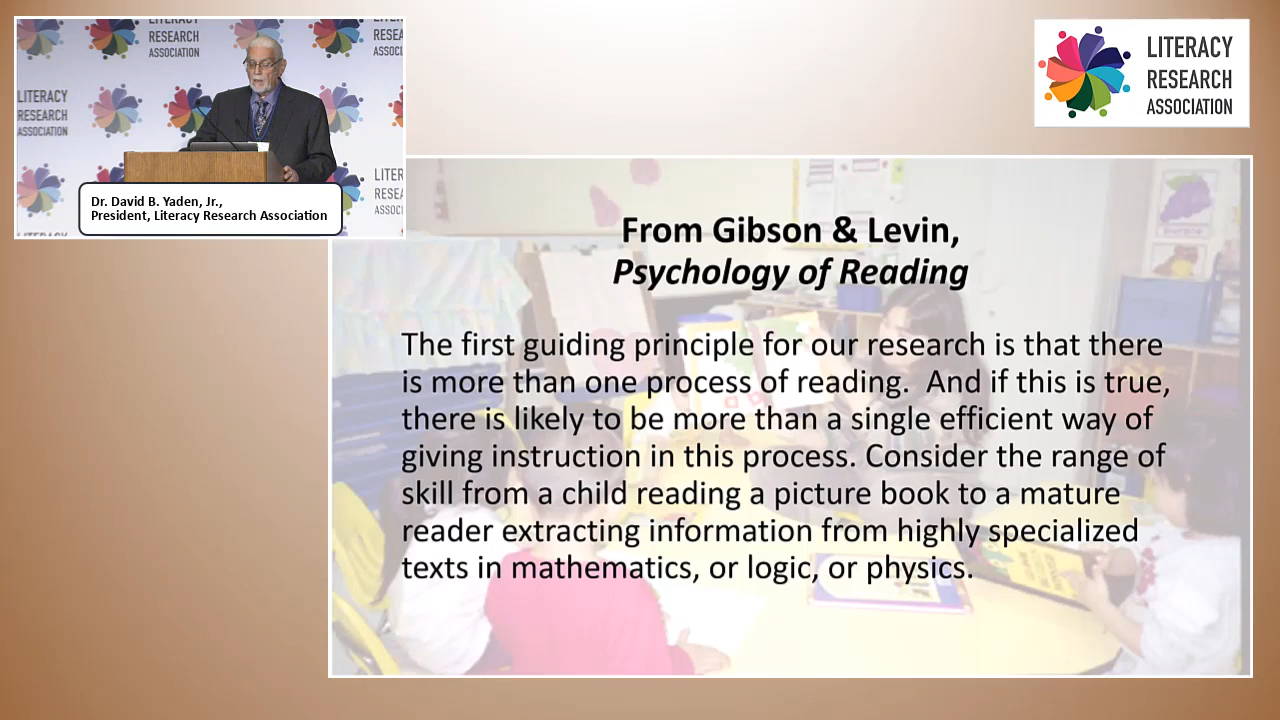 LITERACY
RESEARCH
ASSOCIATION
LITERACY
RESEARCH
ASSOCIATION
LITERACY
RESEARCH
ASSOCIATION
Dr. David B. Yaden, Jr.,
President, Literacy Research Association
From Gibson & Levin,
Psychology of Reading
The first guiding principle for our research is that there
is more than one process of reading.  And if this is true,
there is likely to be more than a single efficient way of
giving instruction in this process. Consider the range of
skill from a child reading a picture book to a mature
reader extracting information from highly specialized
texts in mathematics, or logic, or physics.